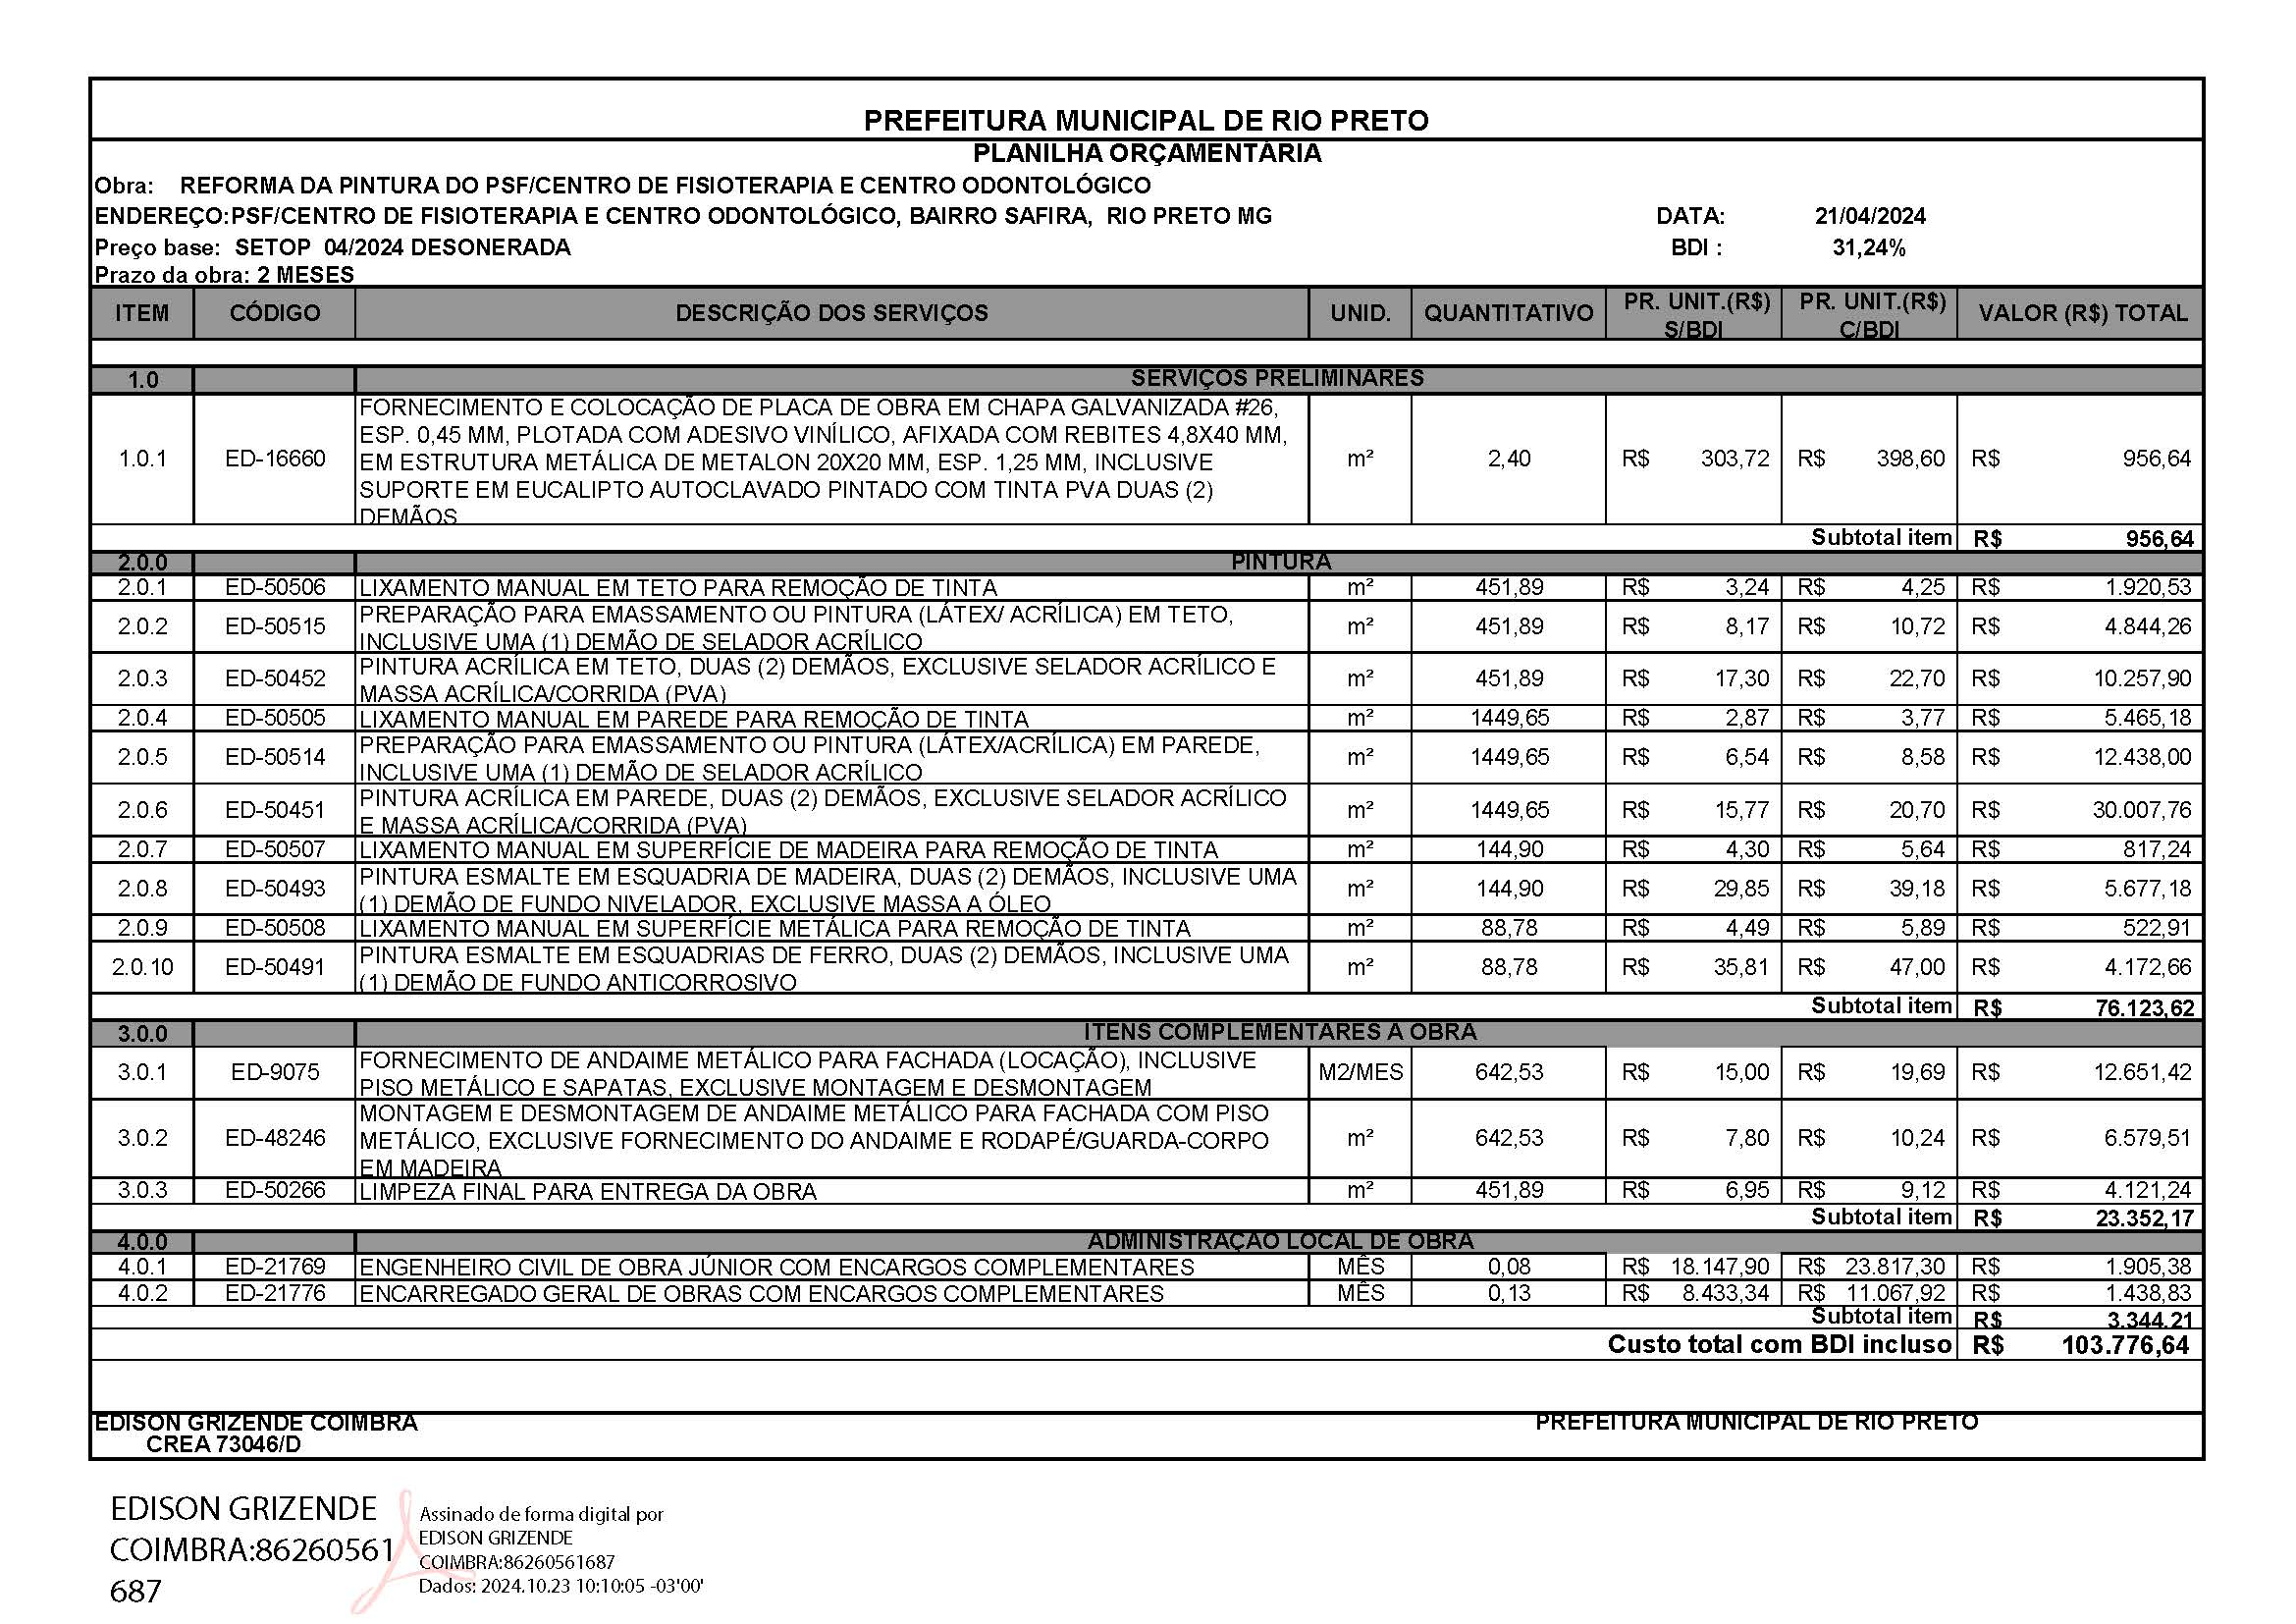 PREFEITURA MUNICIPAL DE RIO PRETO
PLANILHA ORÇAMENTÁRIA
Obra: REFORMA DA PINTURA DO PSF/CENTRO DE FISIOTERAPIA E CENTRO ODONTOLÓGICO
ENDEREÇO:PSF/CENTRO DE FISIOTERAPIA E CENTRO ODONTOLÓGICO, BAIRRO SAFIRA, RIO PRETO MG DATA: 21/04/2024
Preço base: SETOP 04/2024 DESONERADA BDI : 31,24%
Prazo da obra: 2 MESES
ITEM CÓDIGO DESCRIÇÃO DOS SERVIÇOS UNID. QUANTITATIVO PR. UNIT.(R$) S/BDI PR. UNIT.(R$) C/BDI VALOR (R$) TOTAL
1.0 SERVIÇOS PRELIMINARES
1.0.1 ED-16660 FORNECIMENTO E COLOCAÇÃO DE PLACA DE OBRA EM CHAPA GALVANIZADA #26,
ESP. 0,45 MM, PLOTADA COM ADESIVO VINÍLICO, AFIXADA COM REBITES 4,8X40 MM,
EM ESTRUTURA METÁLICA DE METALON 20X20 MM, ESP. 1,25 MM, INCLUSIVE
SUPORTE EM EUCALIPTO AUTOCLAVADO PINTADO COM TINTA PVA DUAS (2)
DEMÃOS m² 2,40 R$ 303,72 R$ 398,60 R$ 956,64
Subtotal item R$ 956,64
2.0.0 PINTURA
2.0.1 ED-50506 LIXAMENTO MANUAL EM TETO PARA REMOÇÃO DE TINTA m² 451,89 R$ 3,24 R$ 4,25 R$ 1.920,53
2.0.2 ED-50515 PREPARAÇÃO PARA EMASSAMENTO OU PINTURA (LÁTEX/ ACRÍLICA) EM TETO,
INCLUSIVE UMA (1) DEMÃO DE SELADOR ACRÍLICO m² 451,89 R$ 8,17 R$ 10,72 R$ 4.844,26
2.0.3 ED-50452 PINTURA ACRÍLICA EM TETO, DUAS (2) DEMÃOS, EXCLUSIVE SELADOR ACRÍLICO E
MASSA ACRÍLICA/CORRIDA (PVA) m² 451,89 R$ 17,30 R$ 22,70 R$ 10.257,90
2.0.4 ED-50505 LIXAMENTO MANUAL EM PAREDE PARA REMOÇÃO DE TINTA m² 1449,65 R$ 2,87 R$ 3,77 R$ 5.465,18
2.0.5 ED-50514 PREPARAÇÃO PARA EMASSAMENTO OU PINTURA (LÁTEX/ACRÍLICA) EM PAREDE,
INCLUSIVE UMA (1) DEMÃO DE SELADOR ACRÍLICO m² 1449,65 R$ 6,54 R$ 8,58 R$ 12.438,00
2.0.6 ED-50451 PINTURA ACRÍLICA EM PAREDE, DUAS (2) DEMÃOS, EXCLUSIVE SELADOR ACRÍLICO
E MASSA ACRÍLICA/CORRIDA (PVA) m² 1449,65 R$ 15,77 R$ 20,70 R$ 30.007,76
2.0.7 ED-50507 LIXAMENTO MANUAL EM SUPERFÍCIE DE MADEIRA PARA REMOÇÃO DE TINTA m² 144,90 R$ 4,30 R$ 5,64 R$ 817,24
2.0.8 ED-50493 PINTURA ESMALTE EM ESQUADRIA DE MADEIRA, DUAS (2) DEMÃOS, INCLUSIVE UMA
(1) DEMÃO DE FUNDO NIVELADOR, EXCLUSIVE MASSA A ÓLEO m² 144,90 R$ 29,85 R$ 39,18 R$ 5.677,18
2.0.9 ED-50508 LIXAMENTO MANUAL EM SUPERFÍCIE METÁLICA PARA REMOÇÃO DE TINTA m² 88,78 R$ 4,49 R$ 5,89 R$ 522,91
2.0.10 ED-50491 PINTURA ESMALTE EM ESQUADRIAS DE FERRO, DUAS (2) DEMÃOS, INCLUSIVE UMA
(1) DEMÃO DE FUNDO ANTICORROSIVO m² 88,78 R$ 35,81 R$ 47,00 R$ 4.172,66
Subtotal item R$ 76.123,62
3.0.0 ITENS COMPLEMENTARES A OBRA
3.0.1 ED-9075 FORNECIMENTO DE ANDAIME METÁLICO PARA FACHADA (LOCAÇÃO), INCLUSIVE
PISO METÁLICO E SAPATAS, EXCLUSIVE MONTAGEM E DESMONTAGEM M2/MES 642,53 R$ 15,00 R$ 19,69 R$ 12.651,42
3.0.2 ED-48246 MONTAGEM E DESMONTAGEM DE ANDAIME METÁLICO PARA FACHADA COM PISO
METÁLICO, EXCLUSIVE FORNECIMENTO DO ANDAIME E RODAPÉ/GUARDA-CORPO
EM MADEIRA m² 642,53 R$ 7,80 R$ 10,24 R$ 6.579,51
3.0.3 ED-50266 LIMPEZA FINAL PARA ENTREGA DA OBRA m² 451,89 R$ 6,95 R$ 9,12 R$ 4.121,24
Subtotal item R$ 23.352,17
4.0.0 ADMINISTRAÇÃO LOCAL DE OBRA
4.0.1 ED-21769 ENGENHEIRO CIVIL DE OBRA JÚNIOR COM ENCARGOS COMPLEMENTARES MÊS 0,08 R$ 18.147,90 R$ 23.817,30 R$ 1.905,38
4.0.2 ED-21776 ENCARREGADO GERAL DE OBRAS COM ENCARGOS COMPLEMENTARES MÊS 0,13 R$ 8.433,34 R$ 11.067,92 R$ 1.438,83
Subtotal item R$ 3.344,21
Custo total com BDI incluso R$ 103.776,64
EDISON GRIZENDE COIMBRA PREFEITURA MUNICIPAL DE RIO PRETO
CREA 73046/D
EDISON GRIZENDE
COIMBRA:86260561
687
Assinado de forma digital por
EDISON GRIZENDE
COIMBRA:86260561687
Dados: 2024.10.23 10:10:05 -03'00'